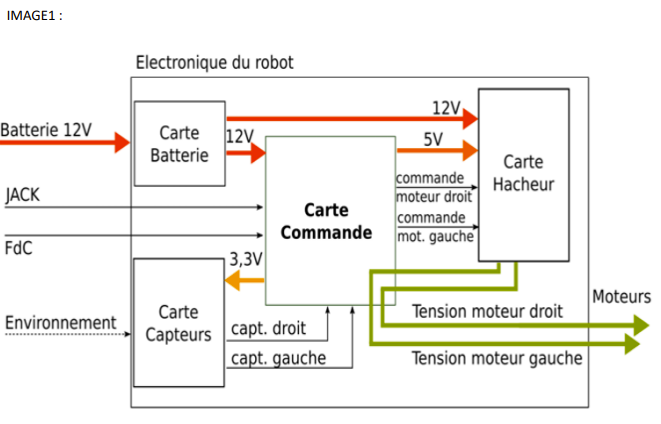 IMAGE1 :
Electronique du robot
Batterie 12V
Carte
Batterie
12V
12V
5V
Carte
Hacheur
commande
moteur droit
commande
mot. gauche
JACK
FdC
Carte
Commande
3,3V
Environnement
Carte
Capteurs
capt. droit
capt. gauche
Moteurs
Tension moteur droit
Tension moteur gauche